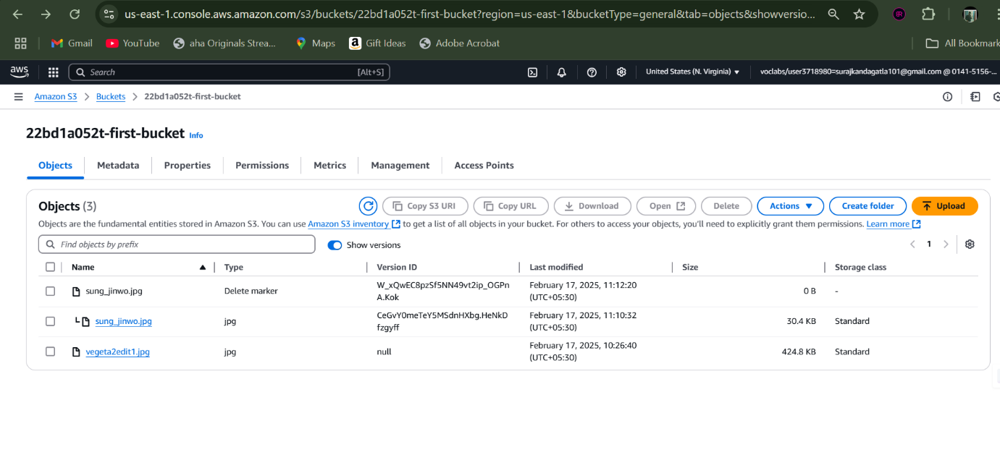 us-east-1.console.aws.amazon.com/s3/buckets/22bd1a052t-first-bucket?region=us-east-1&bucketType=general&tab=objects&showversio...
Gmail YouTube aha Originals Strea... Maps Gift Ideas Adobe Acrobat All Bookmark
aws Search [Alt+S] United States (N. Virginia) voclabs/user3718980=surajkandagatla101@gmail.com @ 0141-5156-...
Amazon S3 Buckets 22bd1a052t-first-bucket
22bd1a052t-first-bucket Info
Objects Metadata Properties Permissions Metrics Management Access Points
Objects (3) Copy S3 URI Copy URL Download Open Delete Actions Create folder Upload
Objects are the fundamental entities stored in Amazon S3. You can use Amazon S3 inventory to get a list of all objects in your bucket. For others to access your objects, you'll need to explicitly grant them permissions. Learn more
Find objects by prefix Show versions 1
Name Type Version ID Last modified Size Storage class
sung_jinwo.jpg Delete marker W_xQwEC8pzSf5NN49vt2ip_OGPn February 17, 2025, 11:12:20 0 B -
A.Kok (UTC+05:30)
sung_jinwo.jpg jpg CeGvY0meTeY5MSdnHXbg.HeNkD February 17, 2025, 11:10:32 30.4 KB Standard
fzgyff (UTC+05:30)
vegeta2edit1.jpg jpg null February 17, 2025, 10:26:40 424.8 KB Standard
(UTC+05:30)